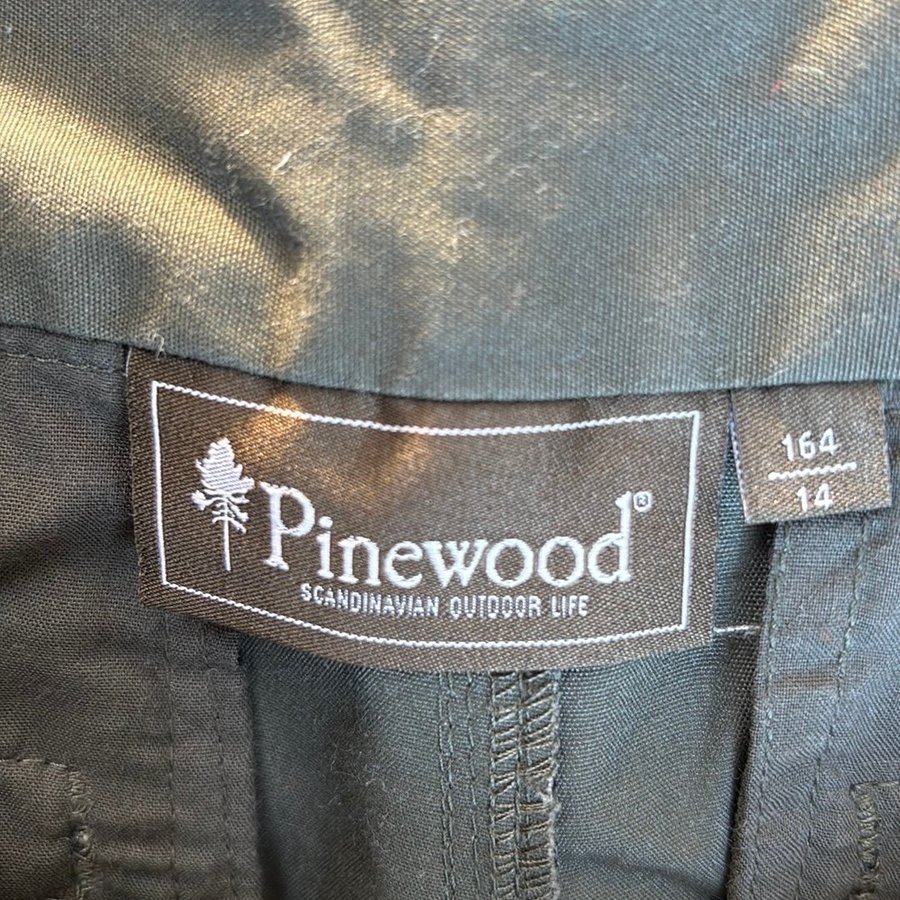 Pinewood®
SCANDINAVIAN OUTDOOR LIFE
164
14